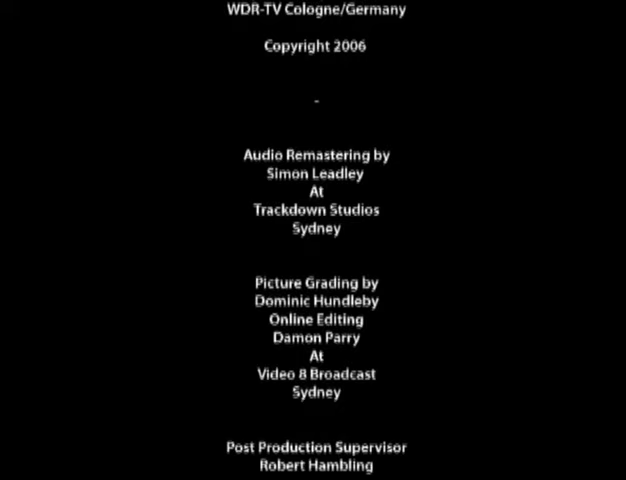 WDR-TV Cologne/Germany
Copyright 2006
-
Audio Remastering by
Simon Leadley
At
Trackdown Studios
Sydney
Picture Grading by
Dominic Hundleby
Online Editing
Damon Parry
At
Video 8 Broadcast
Sydney
Post Production Supervisor
Robert Hambling